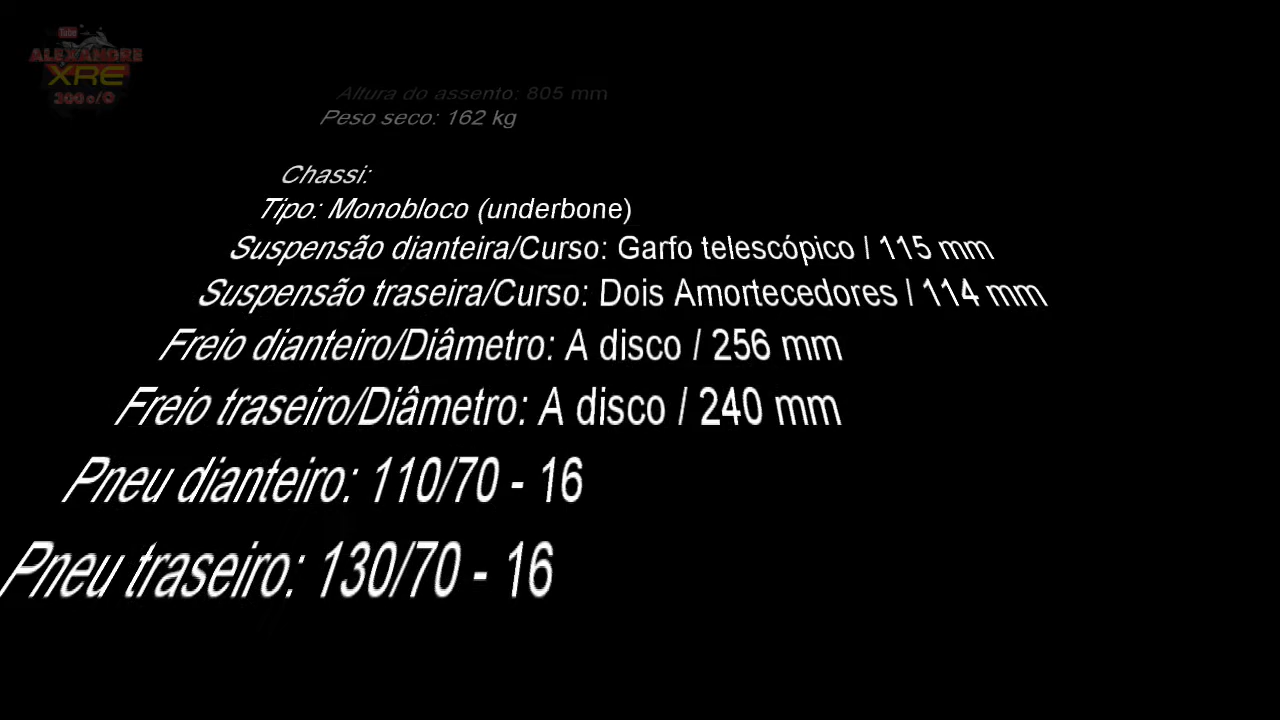 Tube
ALEXANDRE
XRE
300
Altura do assento: 805 mm
Peso seco: 162 kg
Chassi:
Tipo: Monobloco (underbone)
Suspensão dianteira/Curso: Garfo telescópico / 115 mm
Suspensão traseira/Curso: Dois Amortecedores / 114 mm
Freio dianteiro/Diâmetro: A disco / 256 mm
Freio traseiro/Diâmetro: A disco / 240 mm
Pneu dianteiro: 110/70 - 16
Pneu traseiro: 130/70 - 16